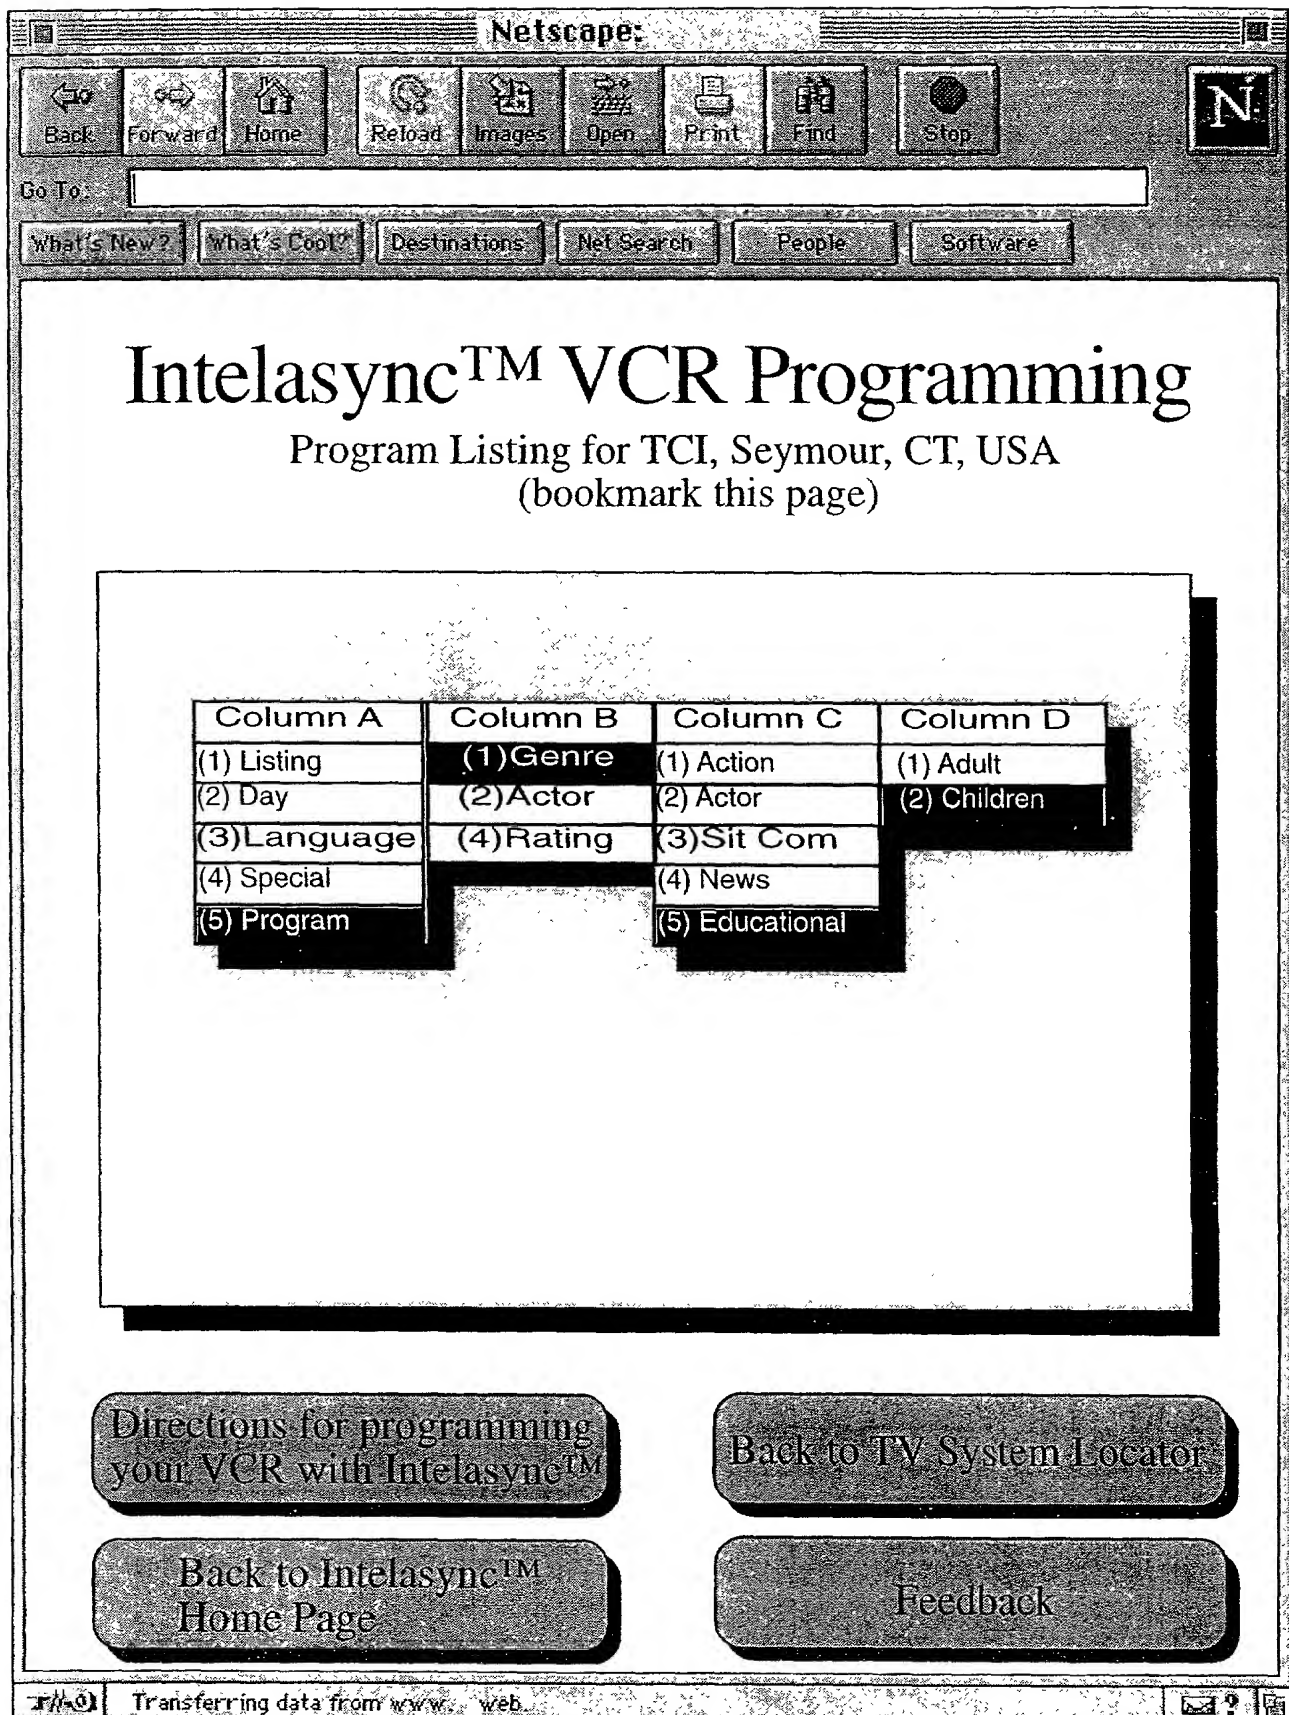 Netscape:
Back Forward Home Reload Images Open Print Find Stop
N
Go To:
What's New? What's Cool? Destinations Net Search People Software
Intelasync™ VCR Programming
Program Listing for TCI, Seymour, CT, USA
(bookmark this page)
Column A Column B Column C Column D
(1) Listing (1)Genre (1) Action (1) Adult
(2) Day (2)Actor (2) Actor (2) Children
(3)Language (4)Rating (3)Sit Com
(4) Special (4) News
(5) Program (5) Educational
Directions for programming
your VCR with Intelasync™
Back to TV System Locator
Back to Intelasync™
Home Page
Feedback
Transferring data from www. web.
?